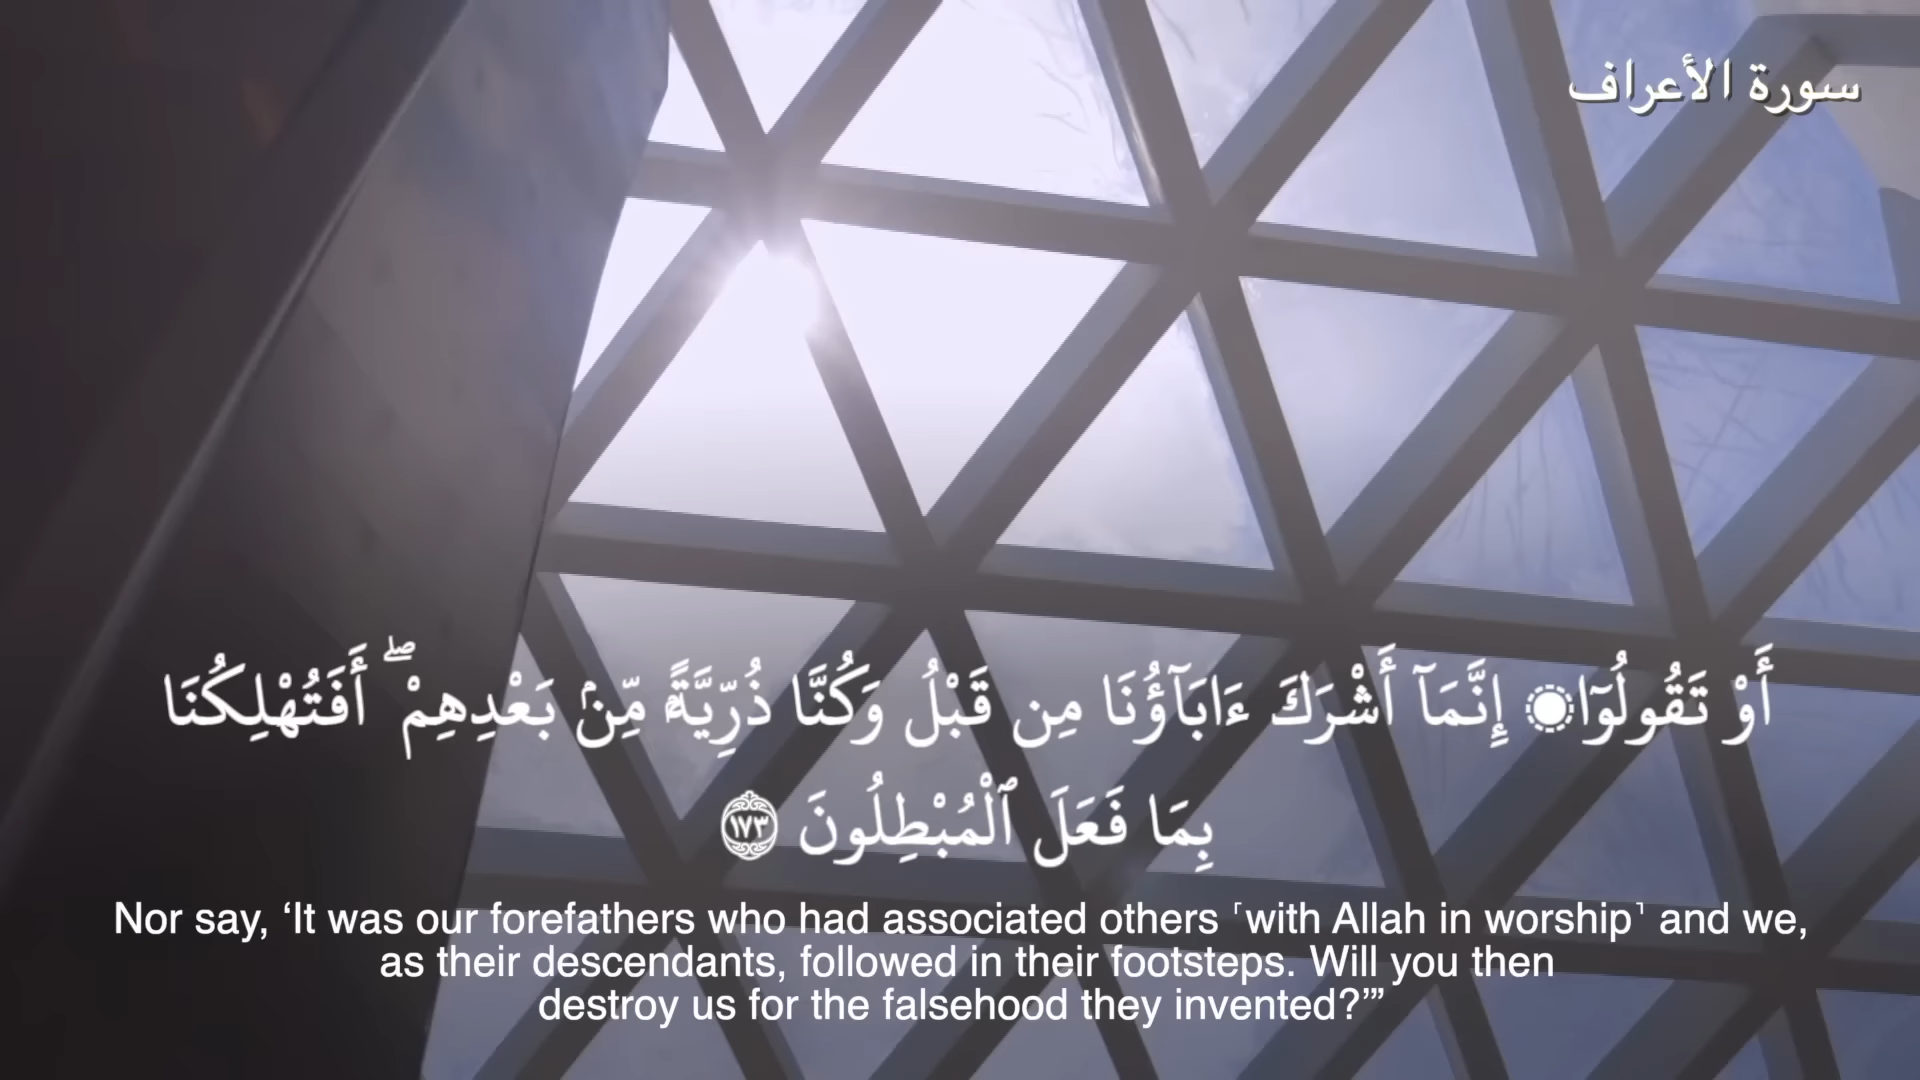 سورة الأعراف
أَوْ تَقُولُوٓا۟ إِنَّمَآ أَشْرَكَ ءَابَآؤُنَا مِن قَبْلُ وَكُنَّا ذُرِّيَّةً مِّنۢ بَعْدِهِمْ ۖ أَفَتُهْلِكُنَا
بِمَا فَعَلَ ٱلْمُبْطِلُونَ ١٧٣
Nor say, ‘It was our forefathers who had associated others ˹with Allah in worship˺ and we,
as their descendants, followed in their footsteps. Will you then
destroy us for the falsehood they invented?’”